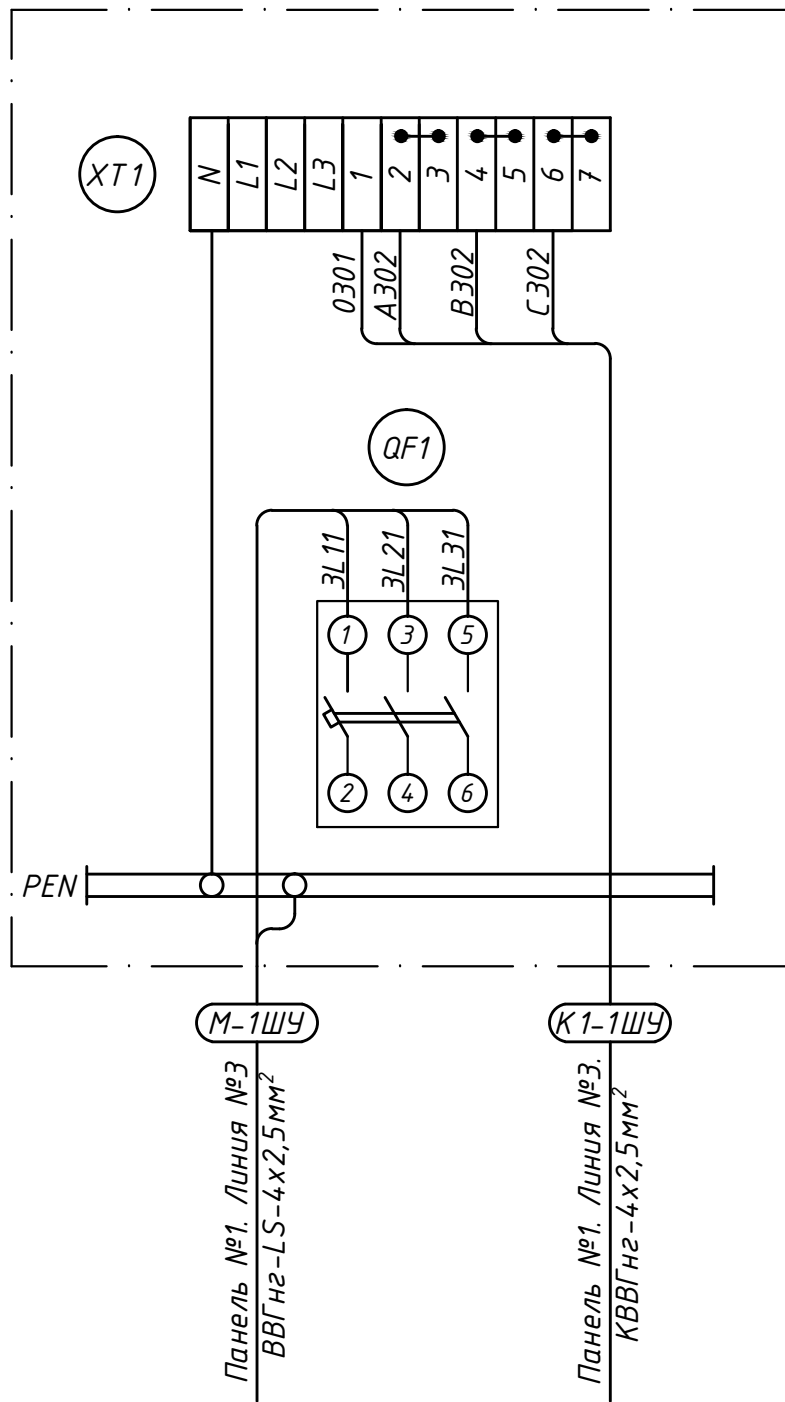 XT1
N
L1
L2
L3
1
2
3
4
5
6
7
0301
A302
B302
C302
QF1
3L11
3L21
3L31
1
3
5
2
4
6
PEN
М-1ШУ
К1-1ШУ
Панель №1. Линия №3
ВВГнг-LS-4х2,5мм²
Панель №1. Линия №3.
КВВГнг-4х2,5мм²